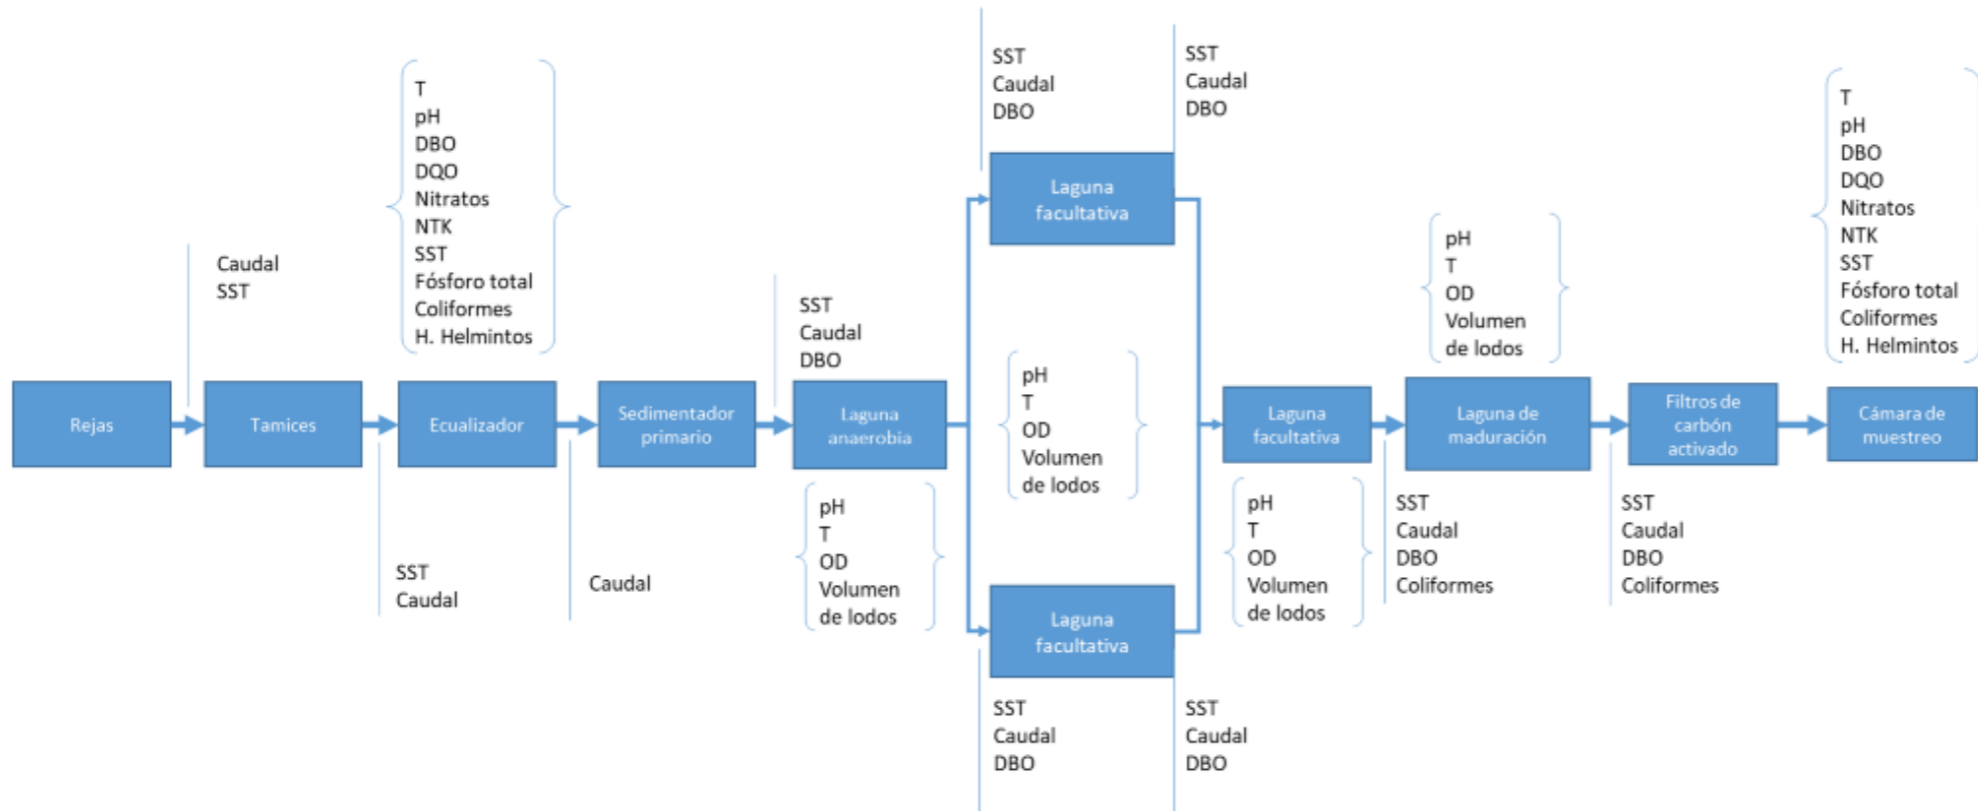 Rejas
Caudal
SST
Tamices
SST
Caudal
T
pH
DBO
DQO
Nitratos
NTK
SST
Fósforo total
Coliformes
H. Helmintos
Ecualizador
Caudal
Sedimentador
primario
SST
Caudal
DBO
Laguna
anaerobia
pH
T
OD
Volumen
de lodos
SST
Caudal
DBO
Laguna
facultativa
SST
Caudal
DBO
pH
T
OD
Volumen
de lodos
Laguna
facultativa
SST
Caudal
DBO
SST
Caudal
DBO
Laguna
facultativa
pH
T
OD
Volumen
de lodos
SST
Caudal
DBO
Coliformes
pH
T
OD
Volumen
de lodos
Laguna de
maduración
SST
Caudal
DBO
Coliformes
Filtros de
carbón
activado
T
pH
DBO
DQO
Nitratos
NTK
SST
Fósforo total
Coliformes
H. Helmintos
Cámara de
muestreo